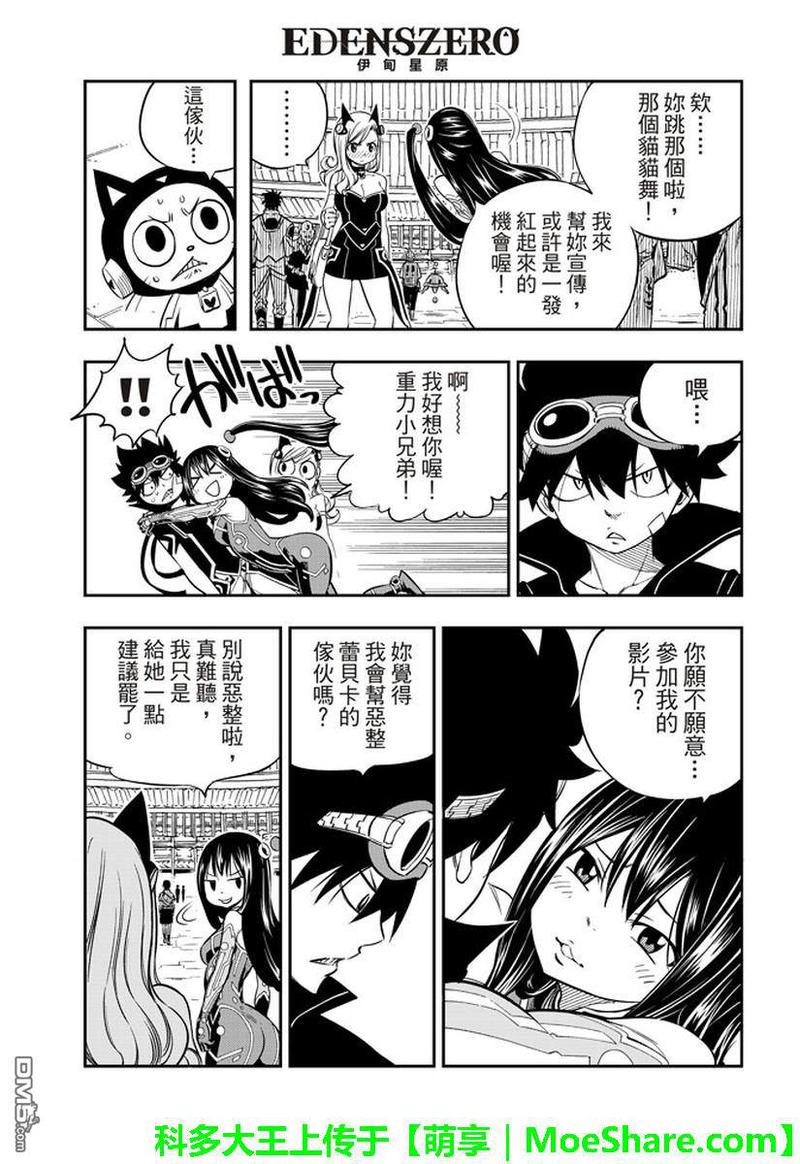 EDENSZERO
伊甸星原
欸……
妳跳那個啦，
那個貓貓舞！
我來
幫妳宣傳，
或許是一發
紅起來的
機會喔！
……
……
這傢伙…
喂…
啊~~~~
我好想你喔！
重力小兄弟！
がばっ
!!
你願不願意…
參加我的
影片？
妳覺得
我會幫惡整
蕾貝卡的
傢伙嗎？
別說惡整啦，
真難聽，
我只是
給她一點
建議罷了。
DM5.com
科多大王上传于【萌享｜MoeShare.com】